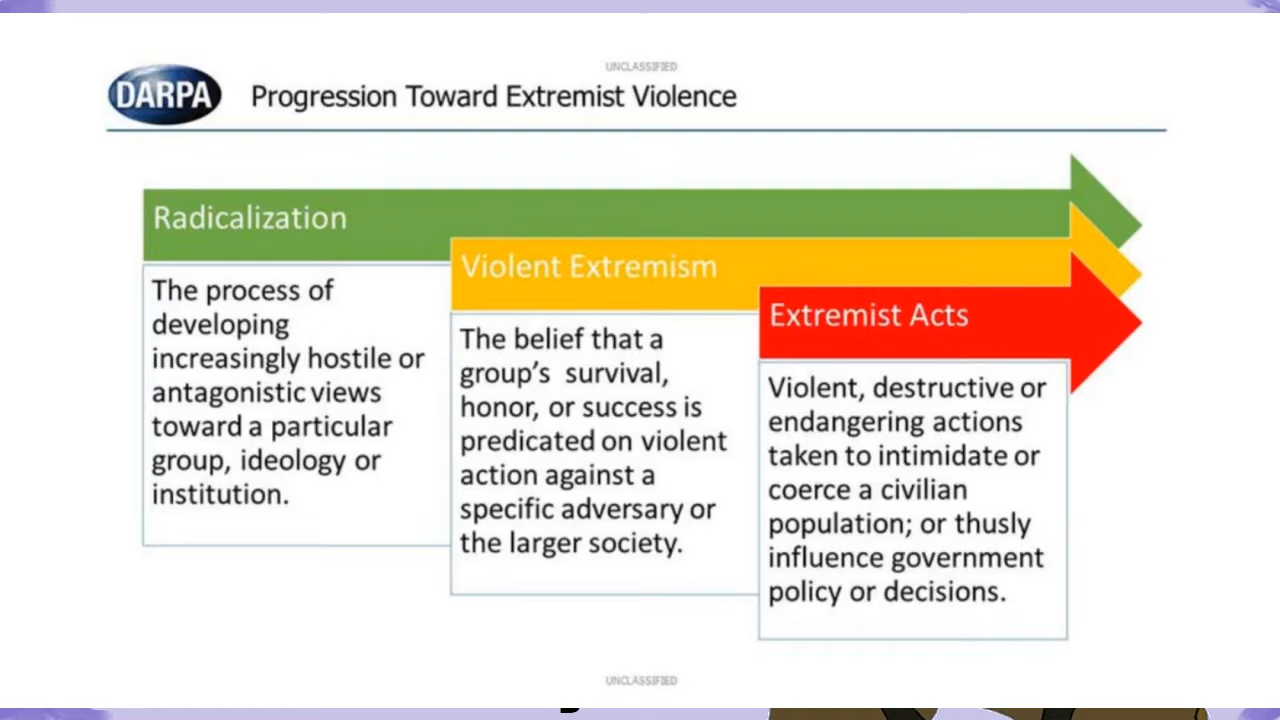 UNCLASSIFIED
DARPA
Progression Toward Extremist Violence
Radicalization
The process of
developing
increasingly hostile or
antagonistic views
toward a particular
group, ideology or
institution.
Violent Extremism
The belief that a
group's survival,
honor, or success is
predicated on violent
action against a
specific adversary or
the larger society.
Extremist Acts
Violent, destructive or
endangering actions
taken to intimidate or
coerce a civilian
population; or thusly
influence government
policy or decisions.
UNCLASSIFIED